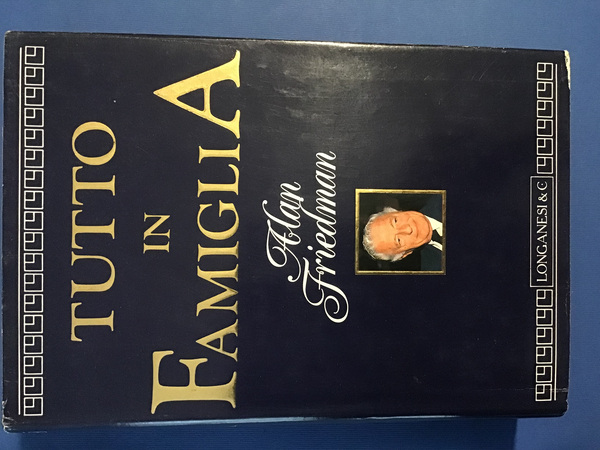 TUTTO
IN
FAMIGLIA
Alan
Friedman
LONGANESI & C